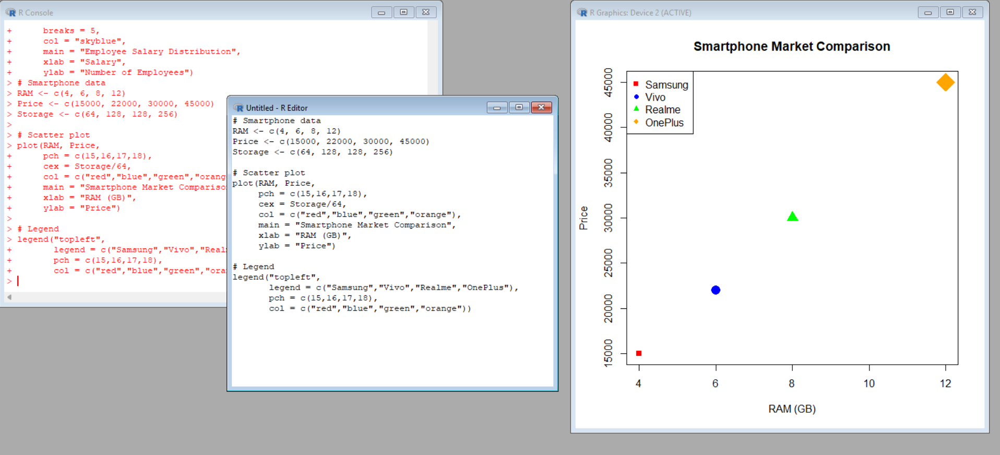 R Console
+      breaks = 5,
+      col = "skyblue",
+      main = "Employee Salary Distribution",
+      xlab = "Salary",
+      ylab = "Number of Employees")
> # Smartphone data
> RAM <- c(4, 6, 8, 12)
> Price <- c(15000, 22000, 30000, 45000)
> Storage <- c(64, 128, 128, 256)
>
> # Scatter plot
> plot(RAM, Price,
+      pch = c(15,16,17,18),
+      cex = Storage/64,
+      col = c("red","blue","green","orang
+      main = "Smartphone Market Compariso
+      xlab = "RAM (GB)",
+      ylab = "Price")
>
> # Legend
> legend("topleft",
+        legend = c("Samsung","Vivo","Real
+        pch = c(15,16,17,18),
+        col = c("red","blue","green","ora
>
Untitled - R Editor
# Smartphone data
RAM <- c(4, 6, 8, 12)
Price <- c(15000, 22000, 30000, 45000)
Storage <- c(64, 128, 128, 256)
# Scatter plot
plot(RAM, Price,
     pch = c(15,16,17,18),
     cex = Storage/64,
     col = c("red","blue","green","orange"),
     main = "Smartphone Market Comparison",
     xlab = "RAM (GB)",
     ylab = "Price")
# Legend
legend("topleft",
       legend = c("Samsung","Vivo","Realme","OnePlus"),
       pch = c(15,16,17,18),
       col = c("red","blue","green","orange"))
R Graphics: Device 2 (ACTIVE)
Smartphone Market Comparison
Samsung
Vivo
Realme
OnePlus
45000
40000
35000
30000
25000
20000
15000
Price
4 6 8 10 12
RAM (GB)